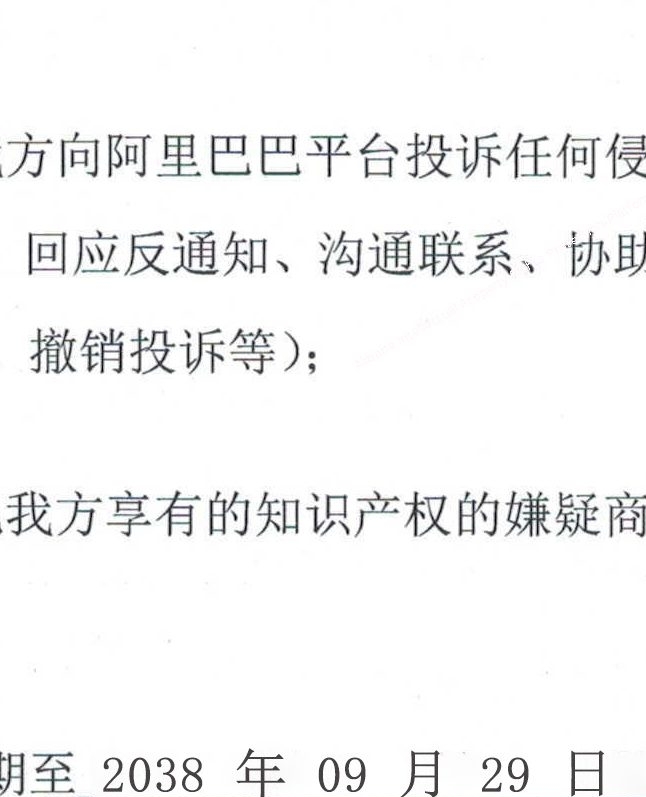 方向阿里巴巴平台投诉任何侵
回应反通知、沟通联系、协助
撤销投诉等）;
我方享有的知识产权的嫌疑商
期至 2038 年 09 月 29 日